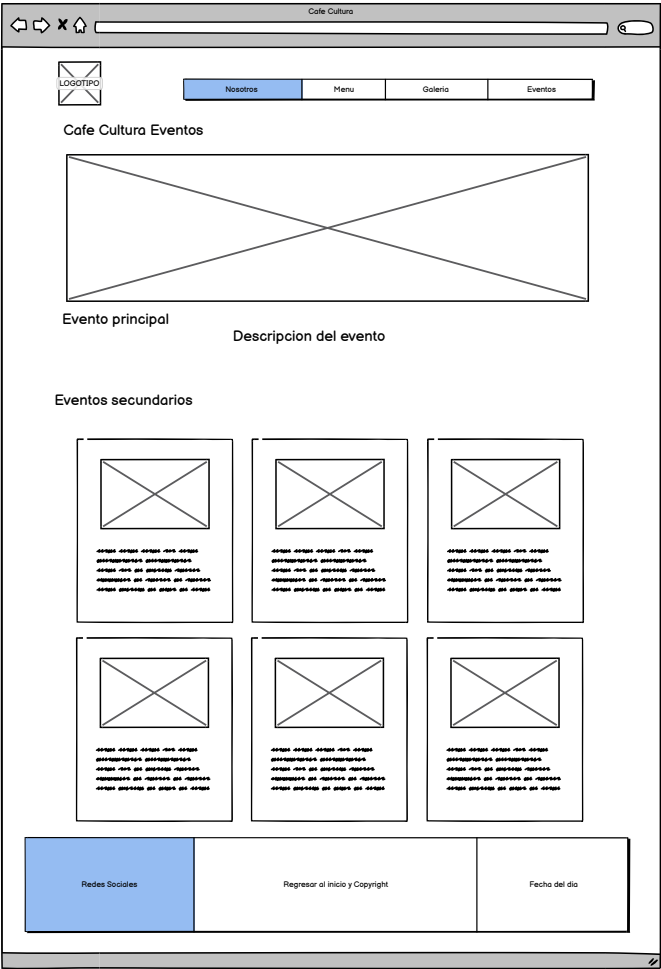 Cafe Cultura
LOGOTIPO
Nosotros
Menu
Galeria
Eventos
Cafe Cultura Eventos
Evento principal
Descripcion del evento
Eventos secundarios
Redes Sociales
Regresar al inicio y Copyright
Fecha del dia